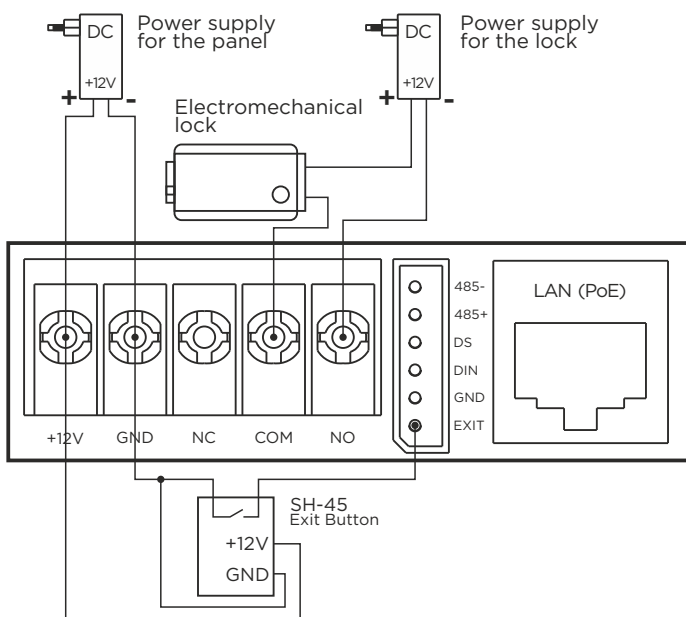 Power supply
for the panel
DC
+12V
+ -
Power supply
for the lock
DC
+12V
+ -
Electromechanical
lock
485-
485+
DS
DIN
GND
EXIT
LAN (PoE)
+12V GND NC COM NO
SH-45
Exit Button
+12V
GND